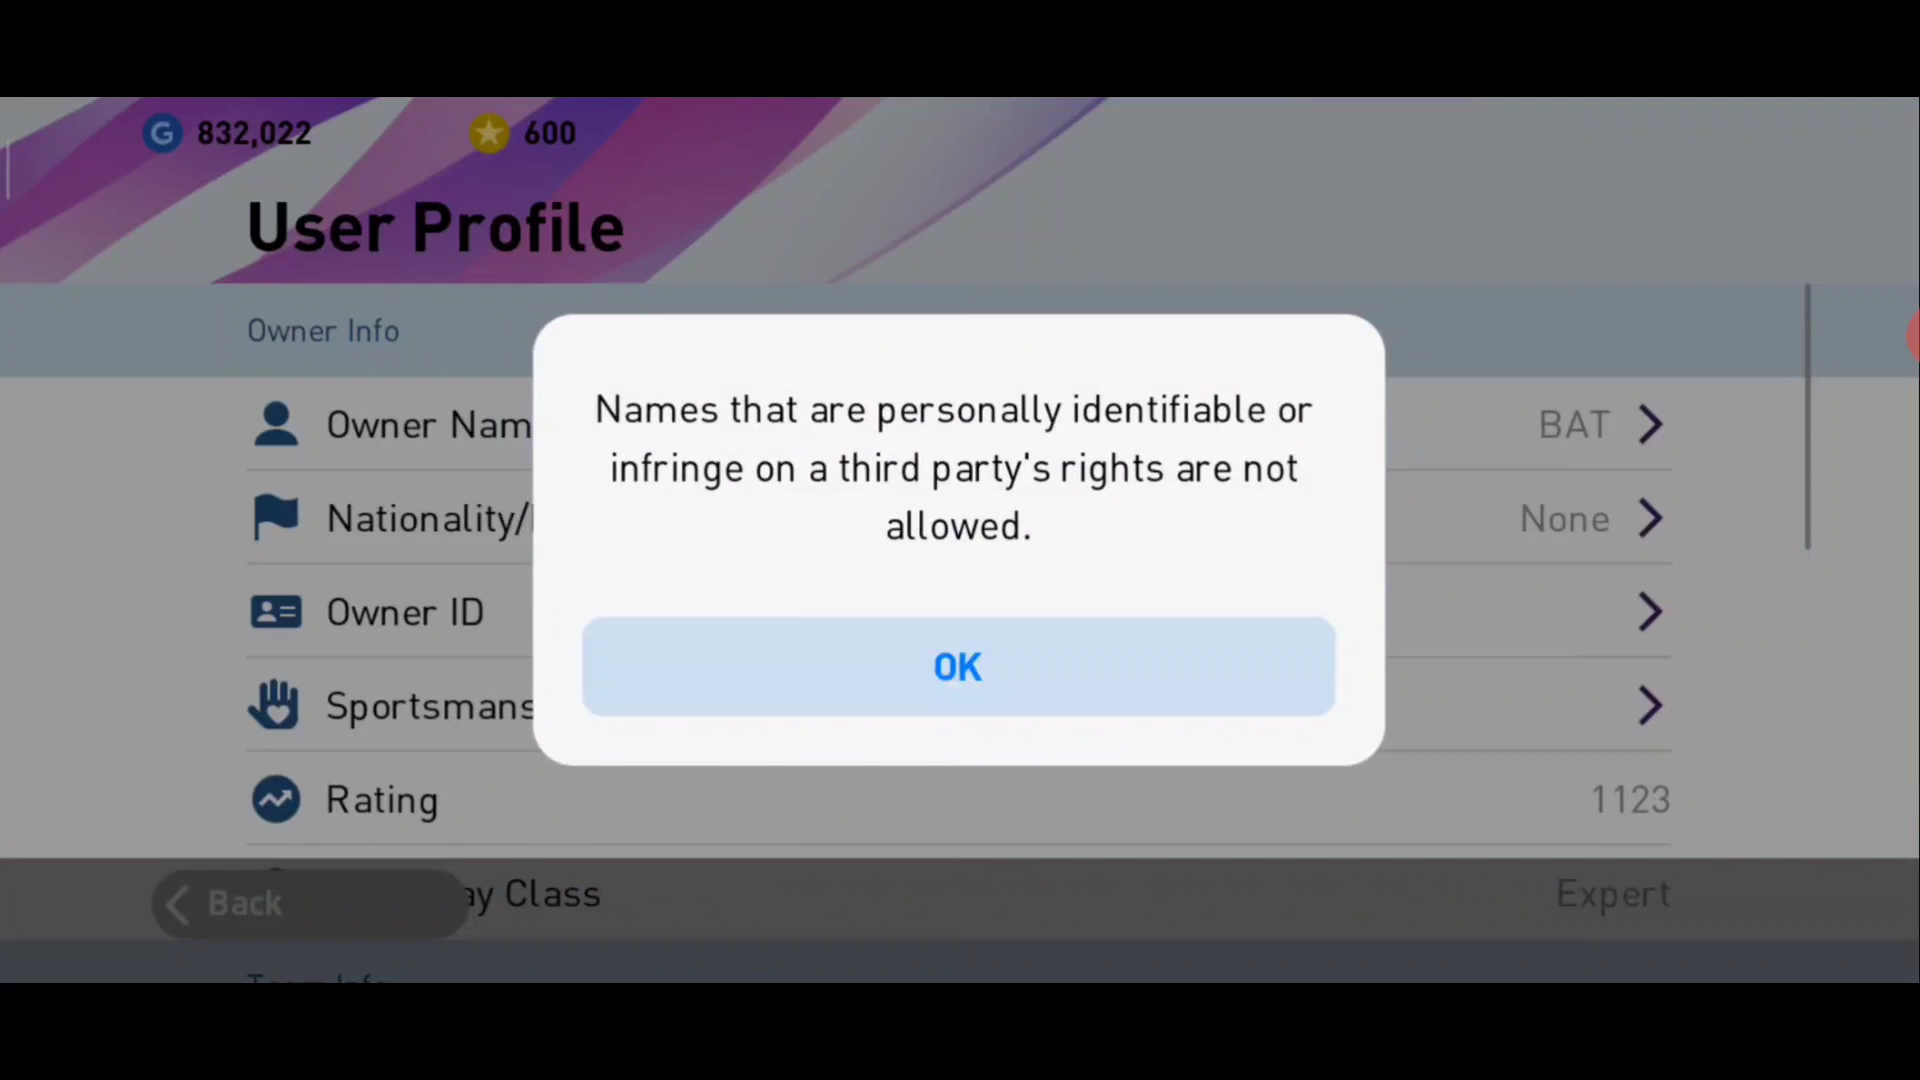 832,022 600
User Profile
Owner Info
Owner Nam BAT
Names that are personally identifiable or
infringe on a third party's rights are not
allowed.
Nationality/ None
Owner ID
OK
Sportsmans
Rating 1123
Back ay Class Expert